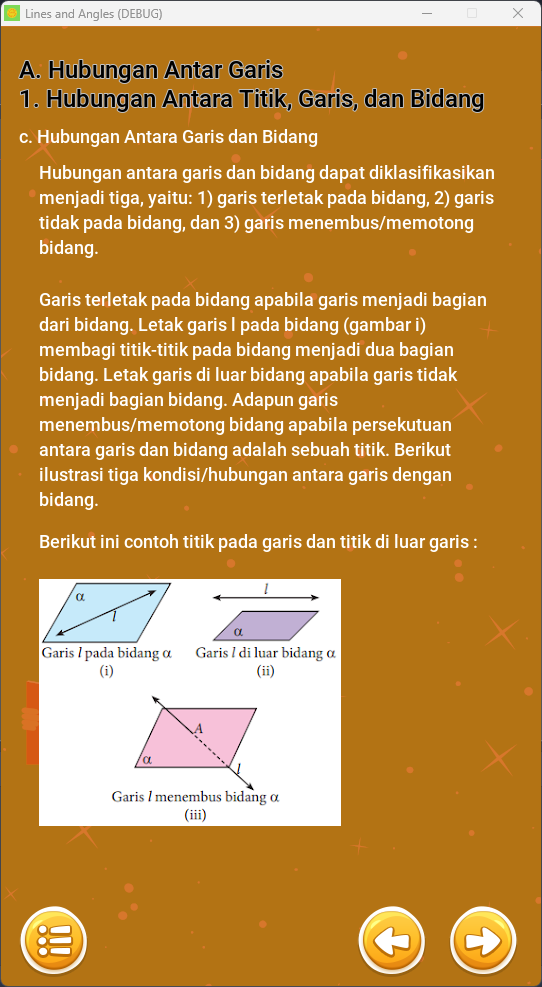 Lines and Angles (DEBUG)
A. Hubungan Antar Garis
1. Hubungan Antara Titik, Garis, dan Bidang
c. Hubungan Antara Garis dan Bidang
Hubungan antara garis dan bidang dapat diklasifikasikan
menjadi tiga, yaitu: 1) garis terletak pada bidang, 2) garis
tidak pada bidang, dan 3) garis menembus/memotong
bidang.
Garis terletak pada bidang apabila garis menjadi bagian
dari bidang. Letak garis l pada bidang (gambar i)
membagi titik-titik pada bidang menjadi dua bagian
bidang. Letak garis di luar bidang apabila garis tidak
menjadi bagian bidang. Adapun garis
menembus/memotong bidang apabila persekutuan
antara garis dan bidang adalah sebuah titik. Berikut
ilustrasi tiga kondisi/hubungan antara garis dengan
bidang.
Berikut ini contoh titik pada garis dan titik di luar garis :
α
l
Garis l pada bidang α
(i)
l
α
Garis l di luar bidang α
(ii)
A
α
l
Garis l menembus bidang α
(iii)